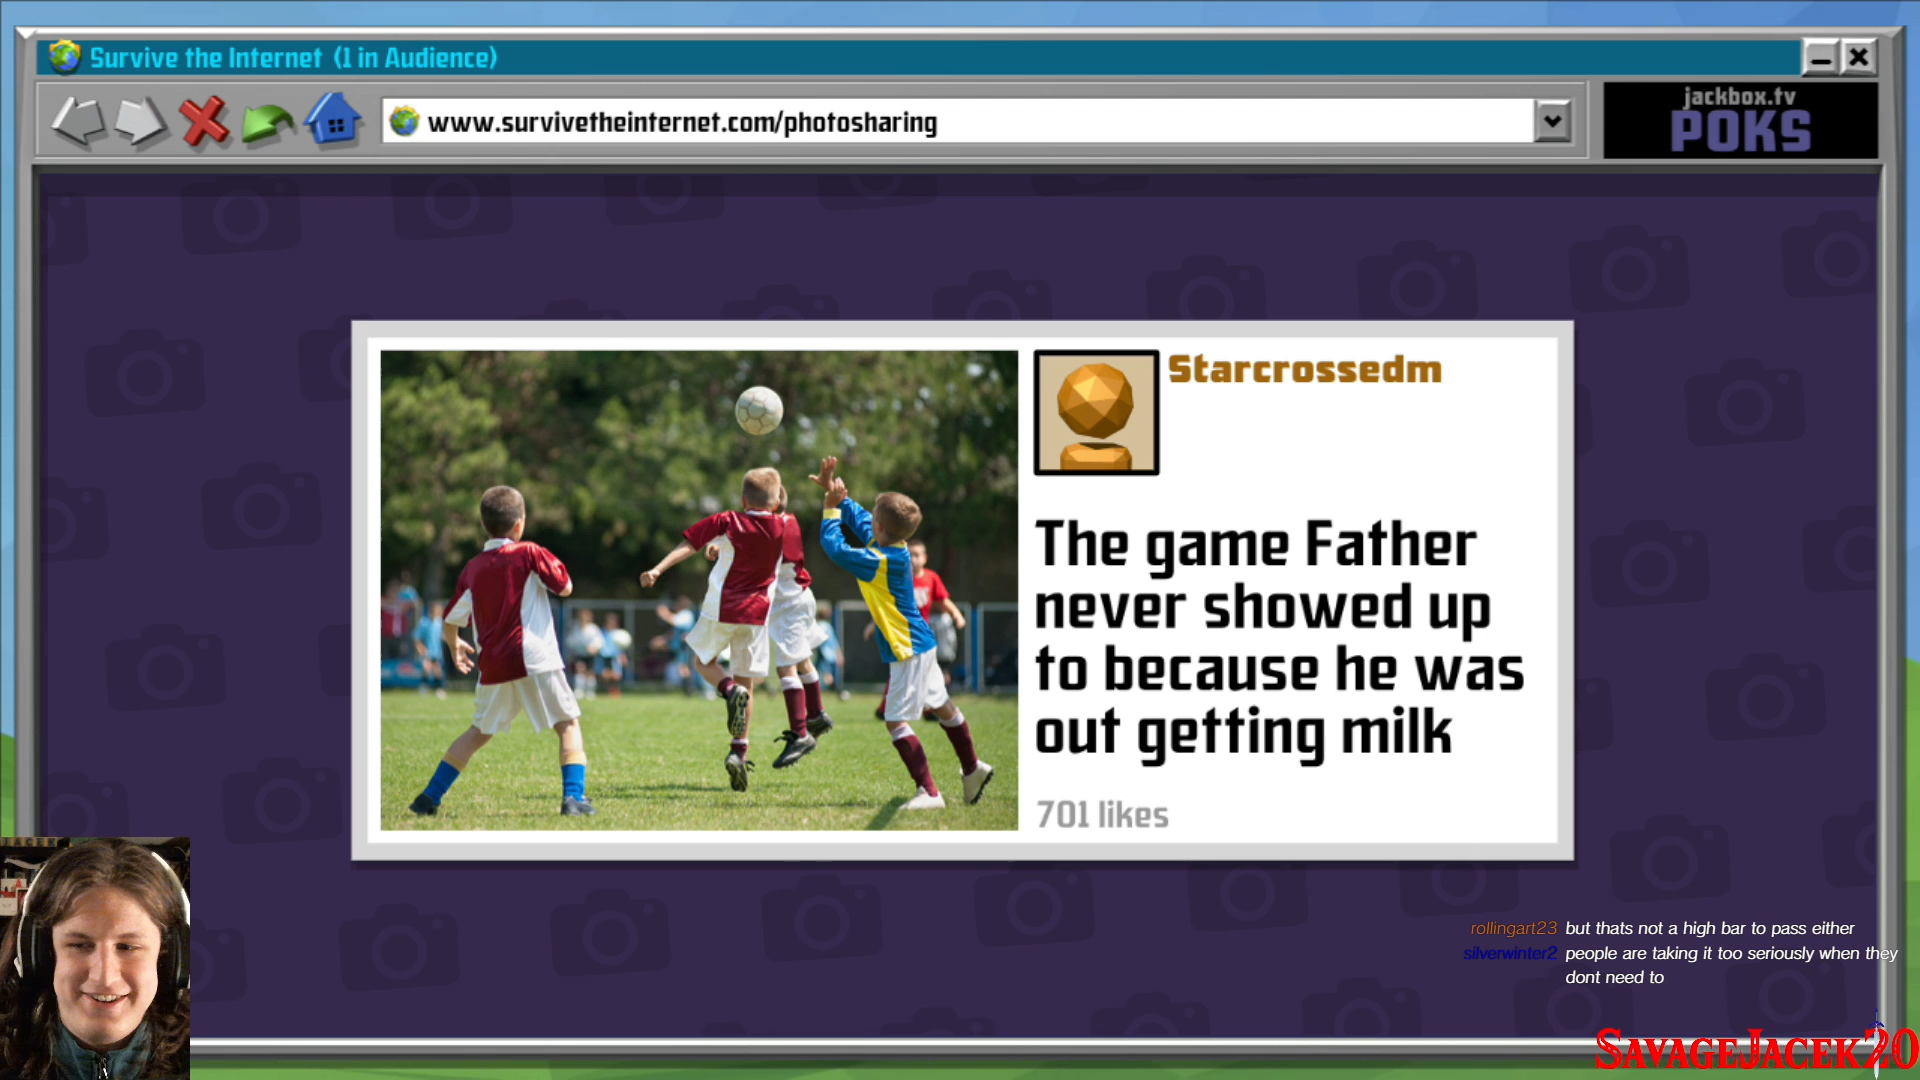 Survive the Internet (1 in Audience)
www.survivetheinternet.com/photosharing
jackbox.tv
POKS
Starcrossedm
The game Father
never showed up
to because he was
out getting milk
701 likes
rollingart23 but thats not a high bar to pass either
silverwinter2 people are taking it too seriously when they
dont need to
SavageJacek20